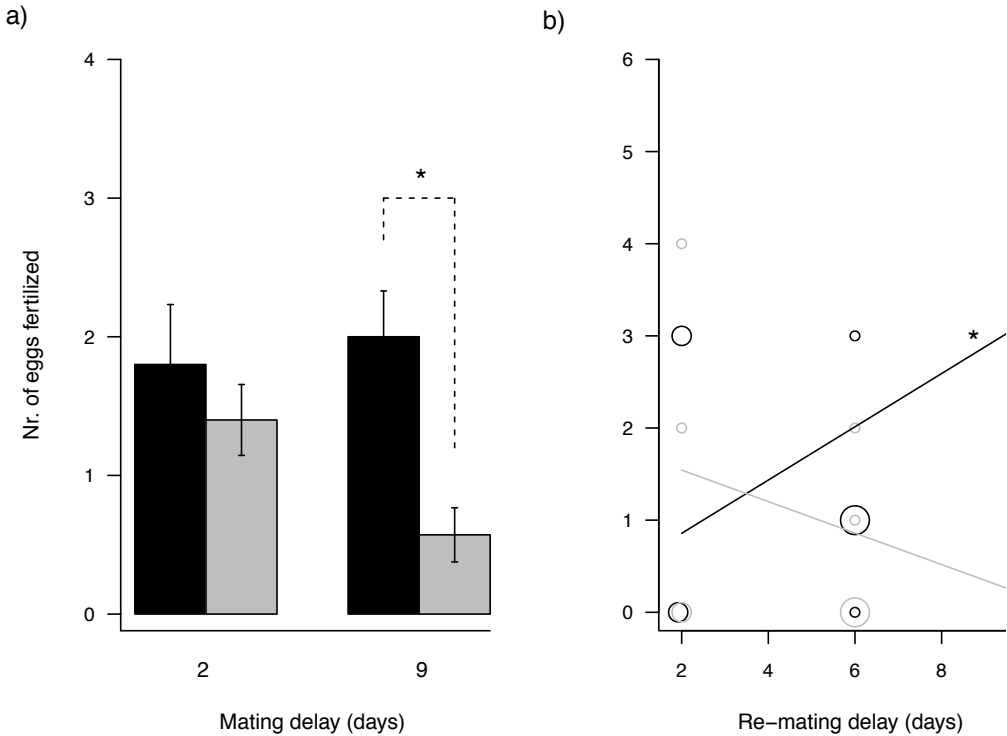 a)
4
3
2
1
0
*
Nr. of eggs fertilized
2 9
Mating delay (days)
b)
6
5
4
3
2
1
0
*
2 4 6 8
Re−mating delay (days)